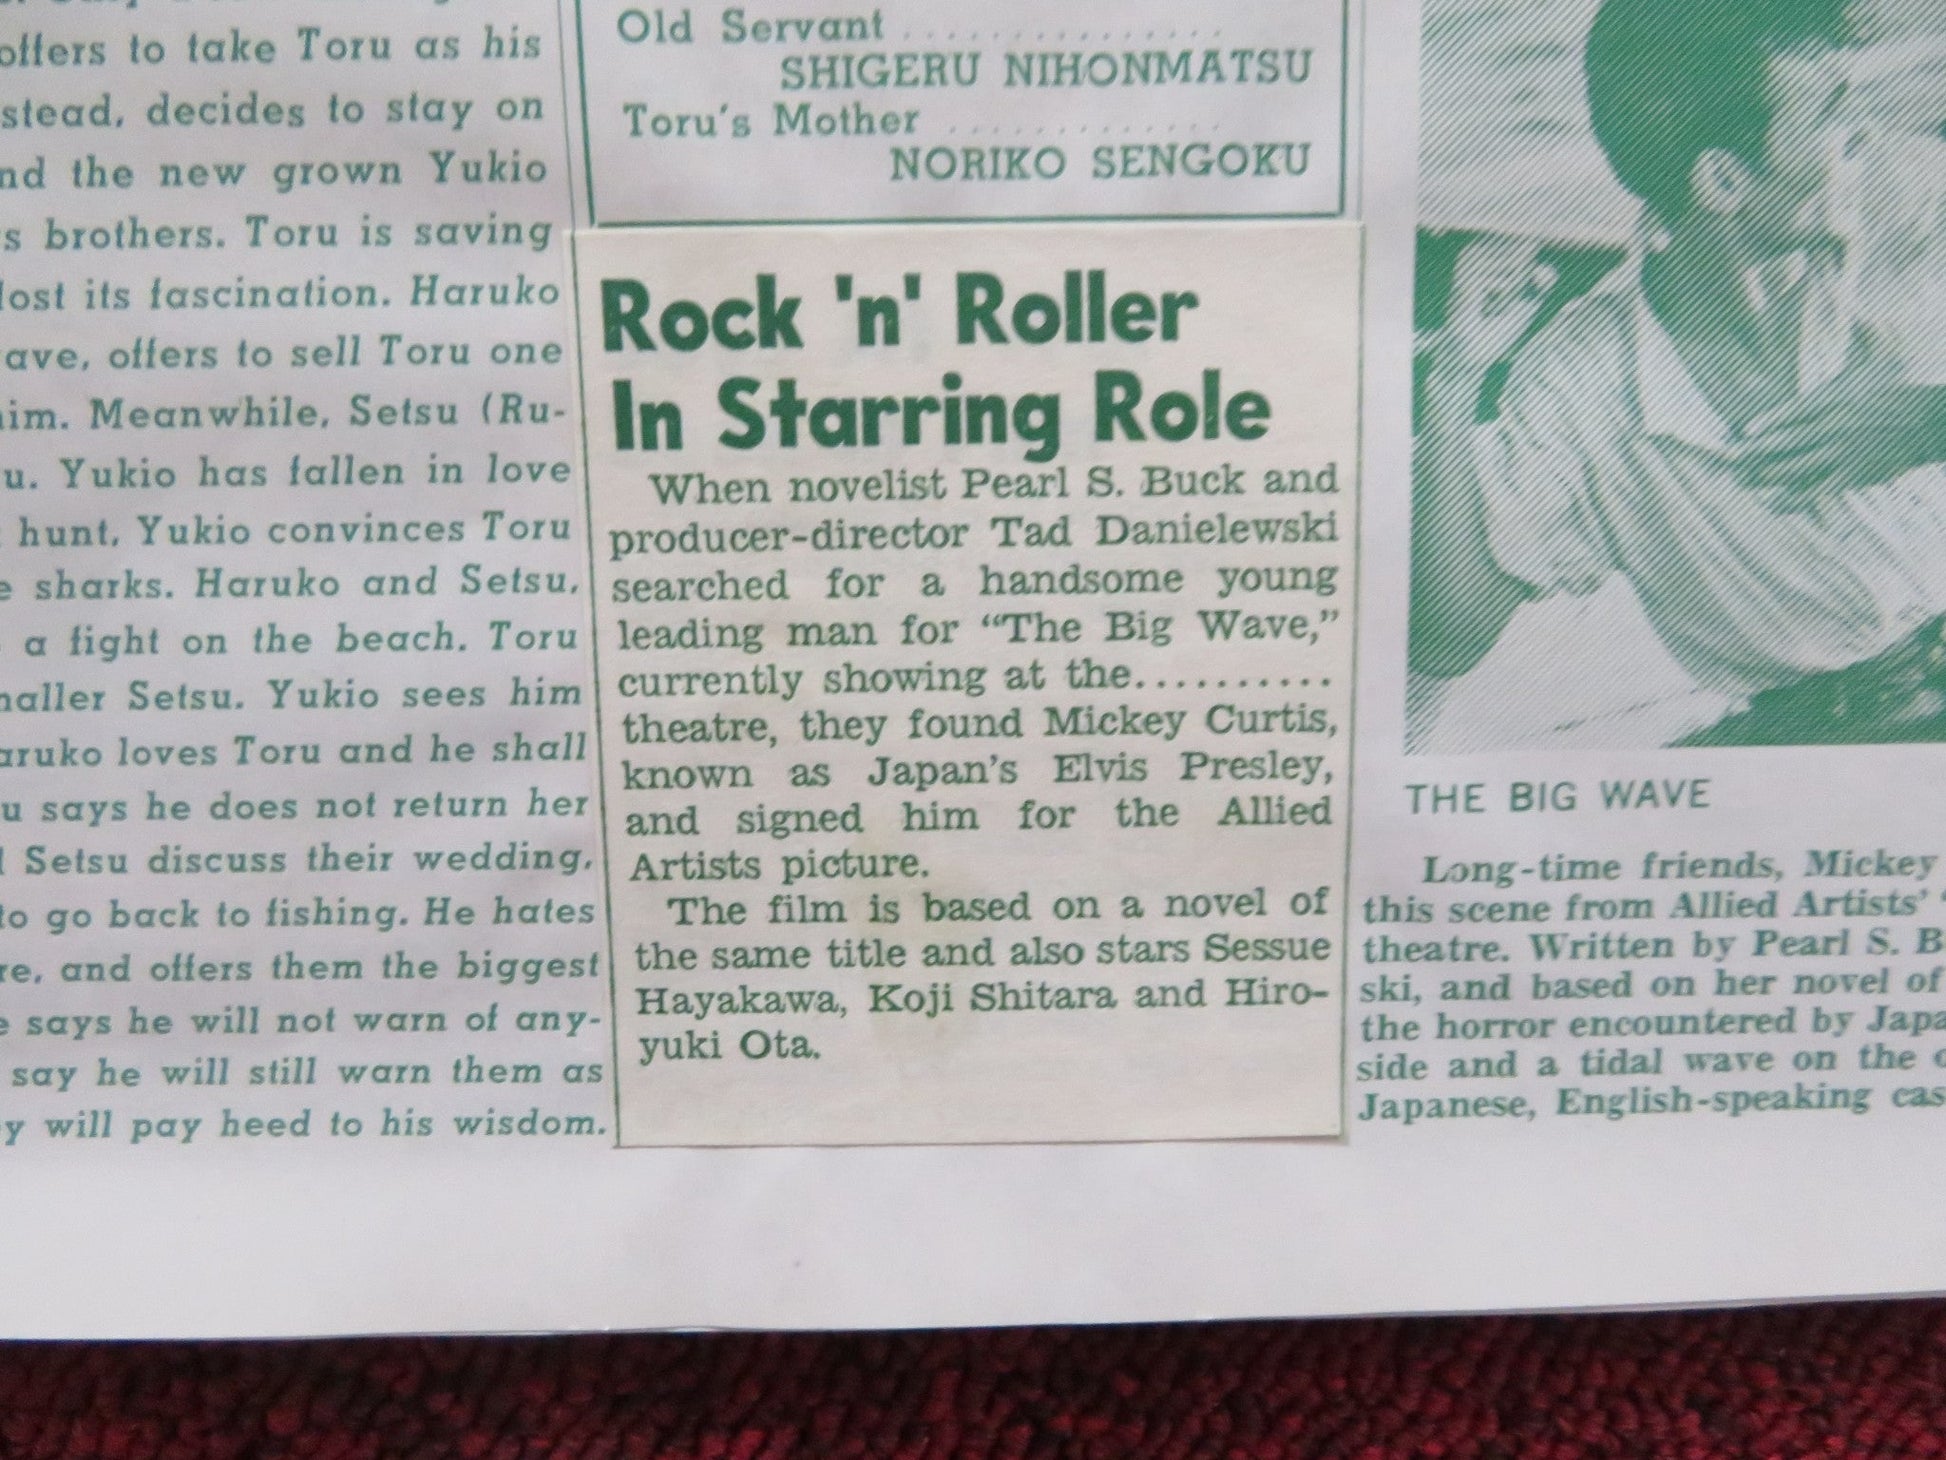 offers to take Toru as his
stead, decides to stay on
nd the new grown Yukio
s brothers. Toru is saving
lost its fascination. Haruko
ave, offers to sell Toru one
him. Meanwhile, Setsu (Ru-
u. Yukio has fallen in love
hunt, Yukio convinces Toru
e sharks. Haruko and Setsu,
a fight on the beach. Toru
naller Setsu. Yukio sees him
aruko loves Toru and he shall
u says he does not return her
l Setsu discuss their wedding,
to go back to fishing. He hates
re, and offers them the biggest
e says he will not warn of any-
say he will still warn them as
y will pay heed to his wisdom.
Old Servant ..............
SHIGERU NIHONMATSU
Toru's Mother ............
NORIKO SENGOKU
Rock 'n' Roller
In Starring Role
When novelist Pearl S. Buck and
producer-director Tad Danielewski
searched for a handsome young
leading man for “The Big Wave,”
currently showing at the..........
theatre, they found Mickey Curtis,
known as Japan's Elvis Presley,
and signed him for the Allied
Artists picture.
The film is based on a novel of
the same title and also stars Sessue
Hayakawa, Koji Shitara and Hiro-
yuki Ota.
THE BIG WAVE
Long-time friends, Mickey
this scene from Allied Artists'
theatre. Written by Pearl S. B
ski, and based on her novel of
the horror encountered by Japa
side and a tidal wave on the o
Japanese, English-speaking cas